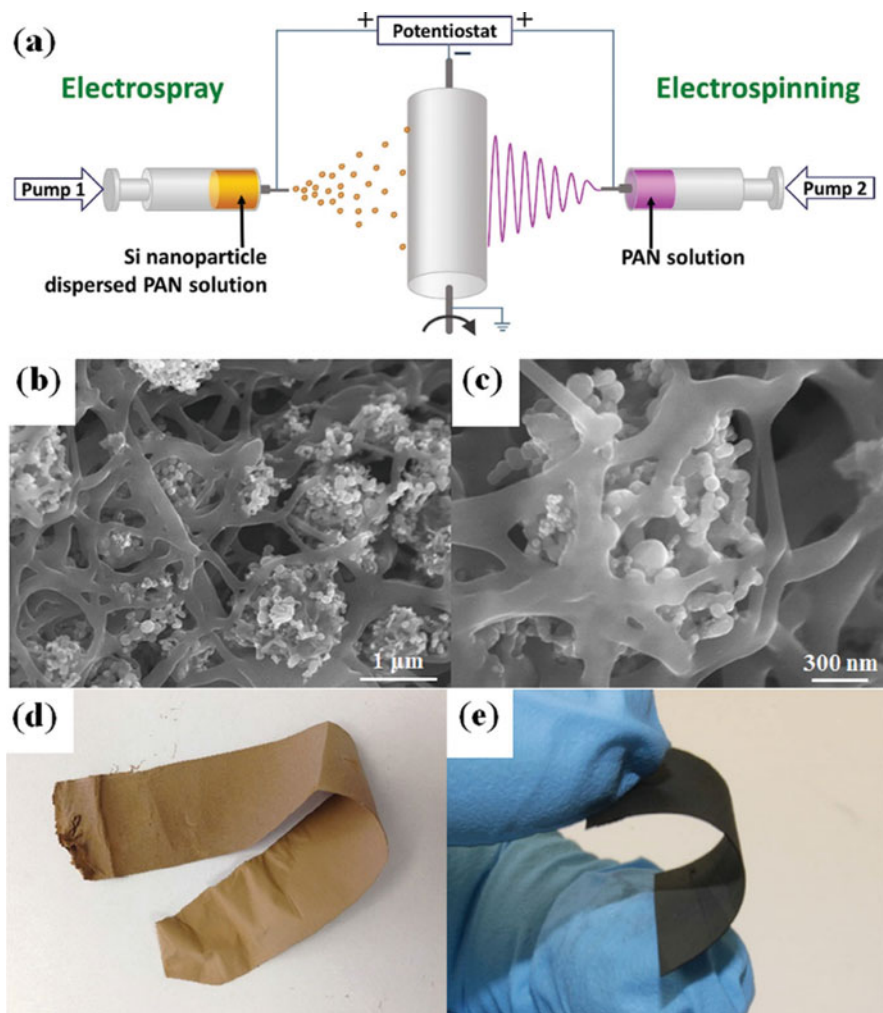 (a)
+ Potentiostat +
−
Electrospray
Electrospinning
Pump 1
Pump 2
Si nanoparticle
dispersed PAN solution
PAN solution
(b)
1 µm
(c)
300 nm
(d)
(e)